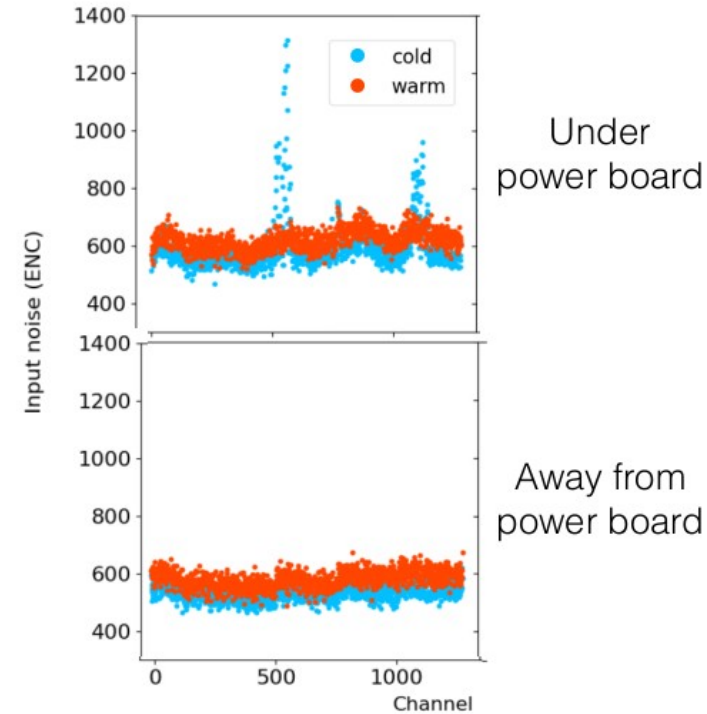 1400
1200
1000
800
600
400
cold
warm
Under
power board
Input noise (ENC)
1400
1200
1000
800
600
400
0 500 1000
Channel
Away from
power board